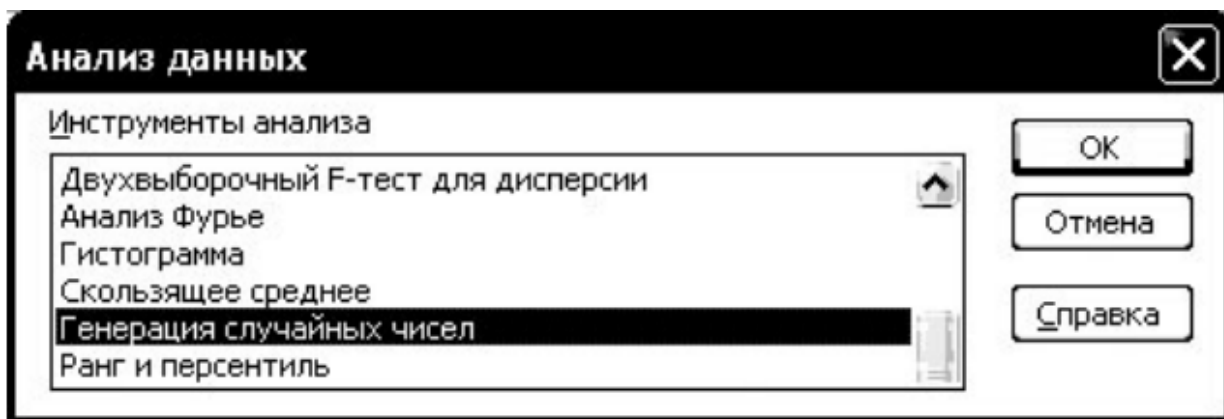 Анализ данных
Инструменты анализа
Двухвыборочный F-тест для дисперсии
Анализ Фурье
Гистограмма
Скользящее среднее
Генерация случайных чисел
Ранг и персентиль
ОК
Отмена
Справка